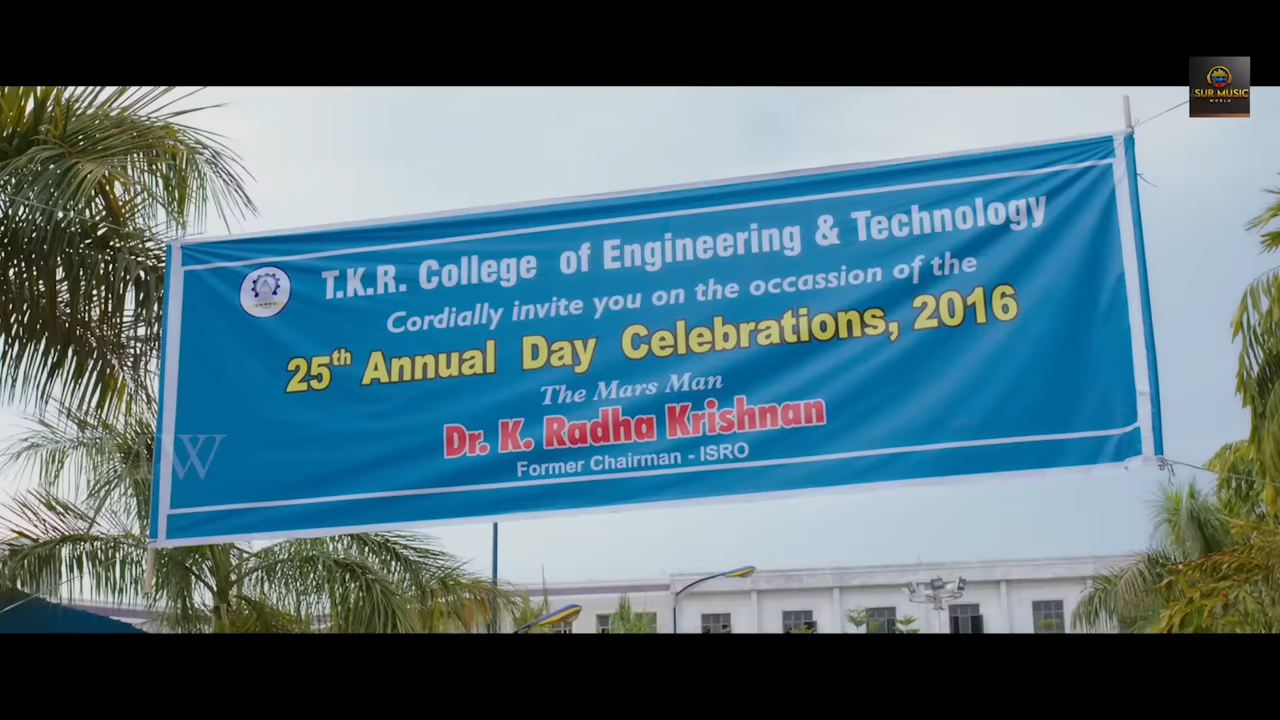 SUR MUSIC
WORLD
T.K.R. College of Engineering & Technology
Cordially invite you on the occassion of the
25th Annual Day Celebrations, 2016
The Mars Man
Dr. K. Radha Krishnan
Former Chairman - ISRO
W